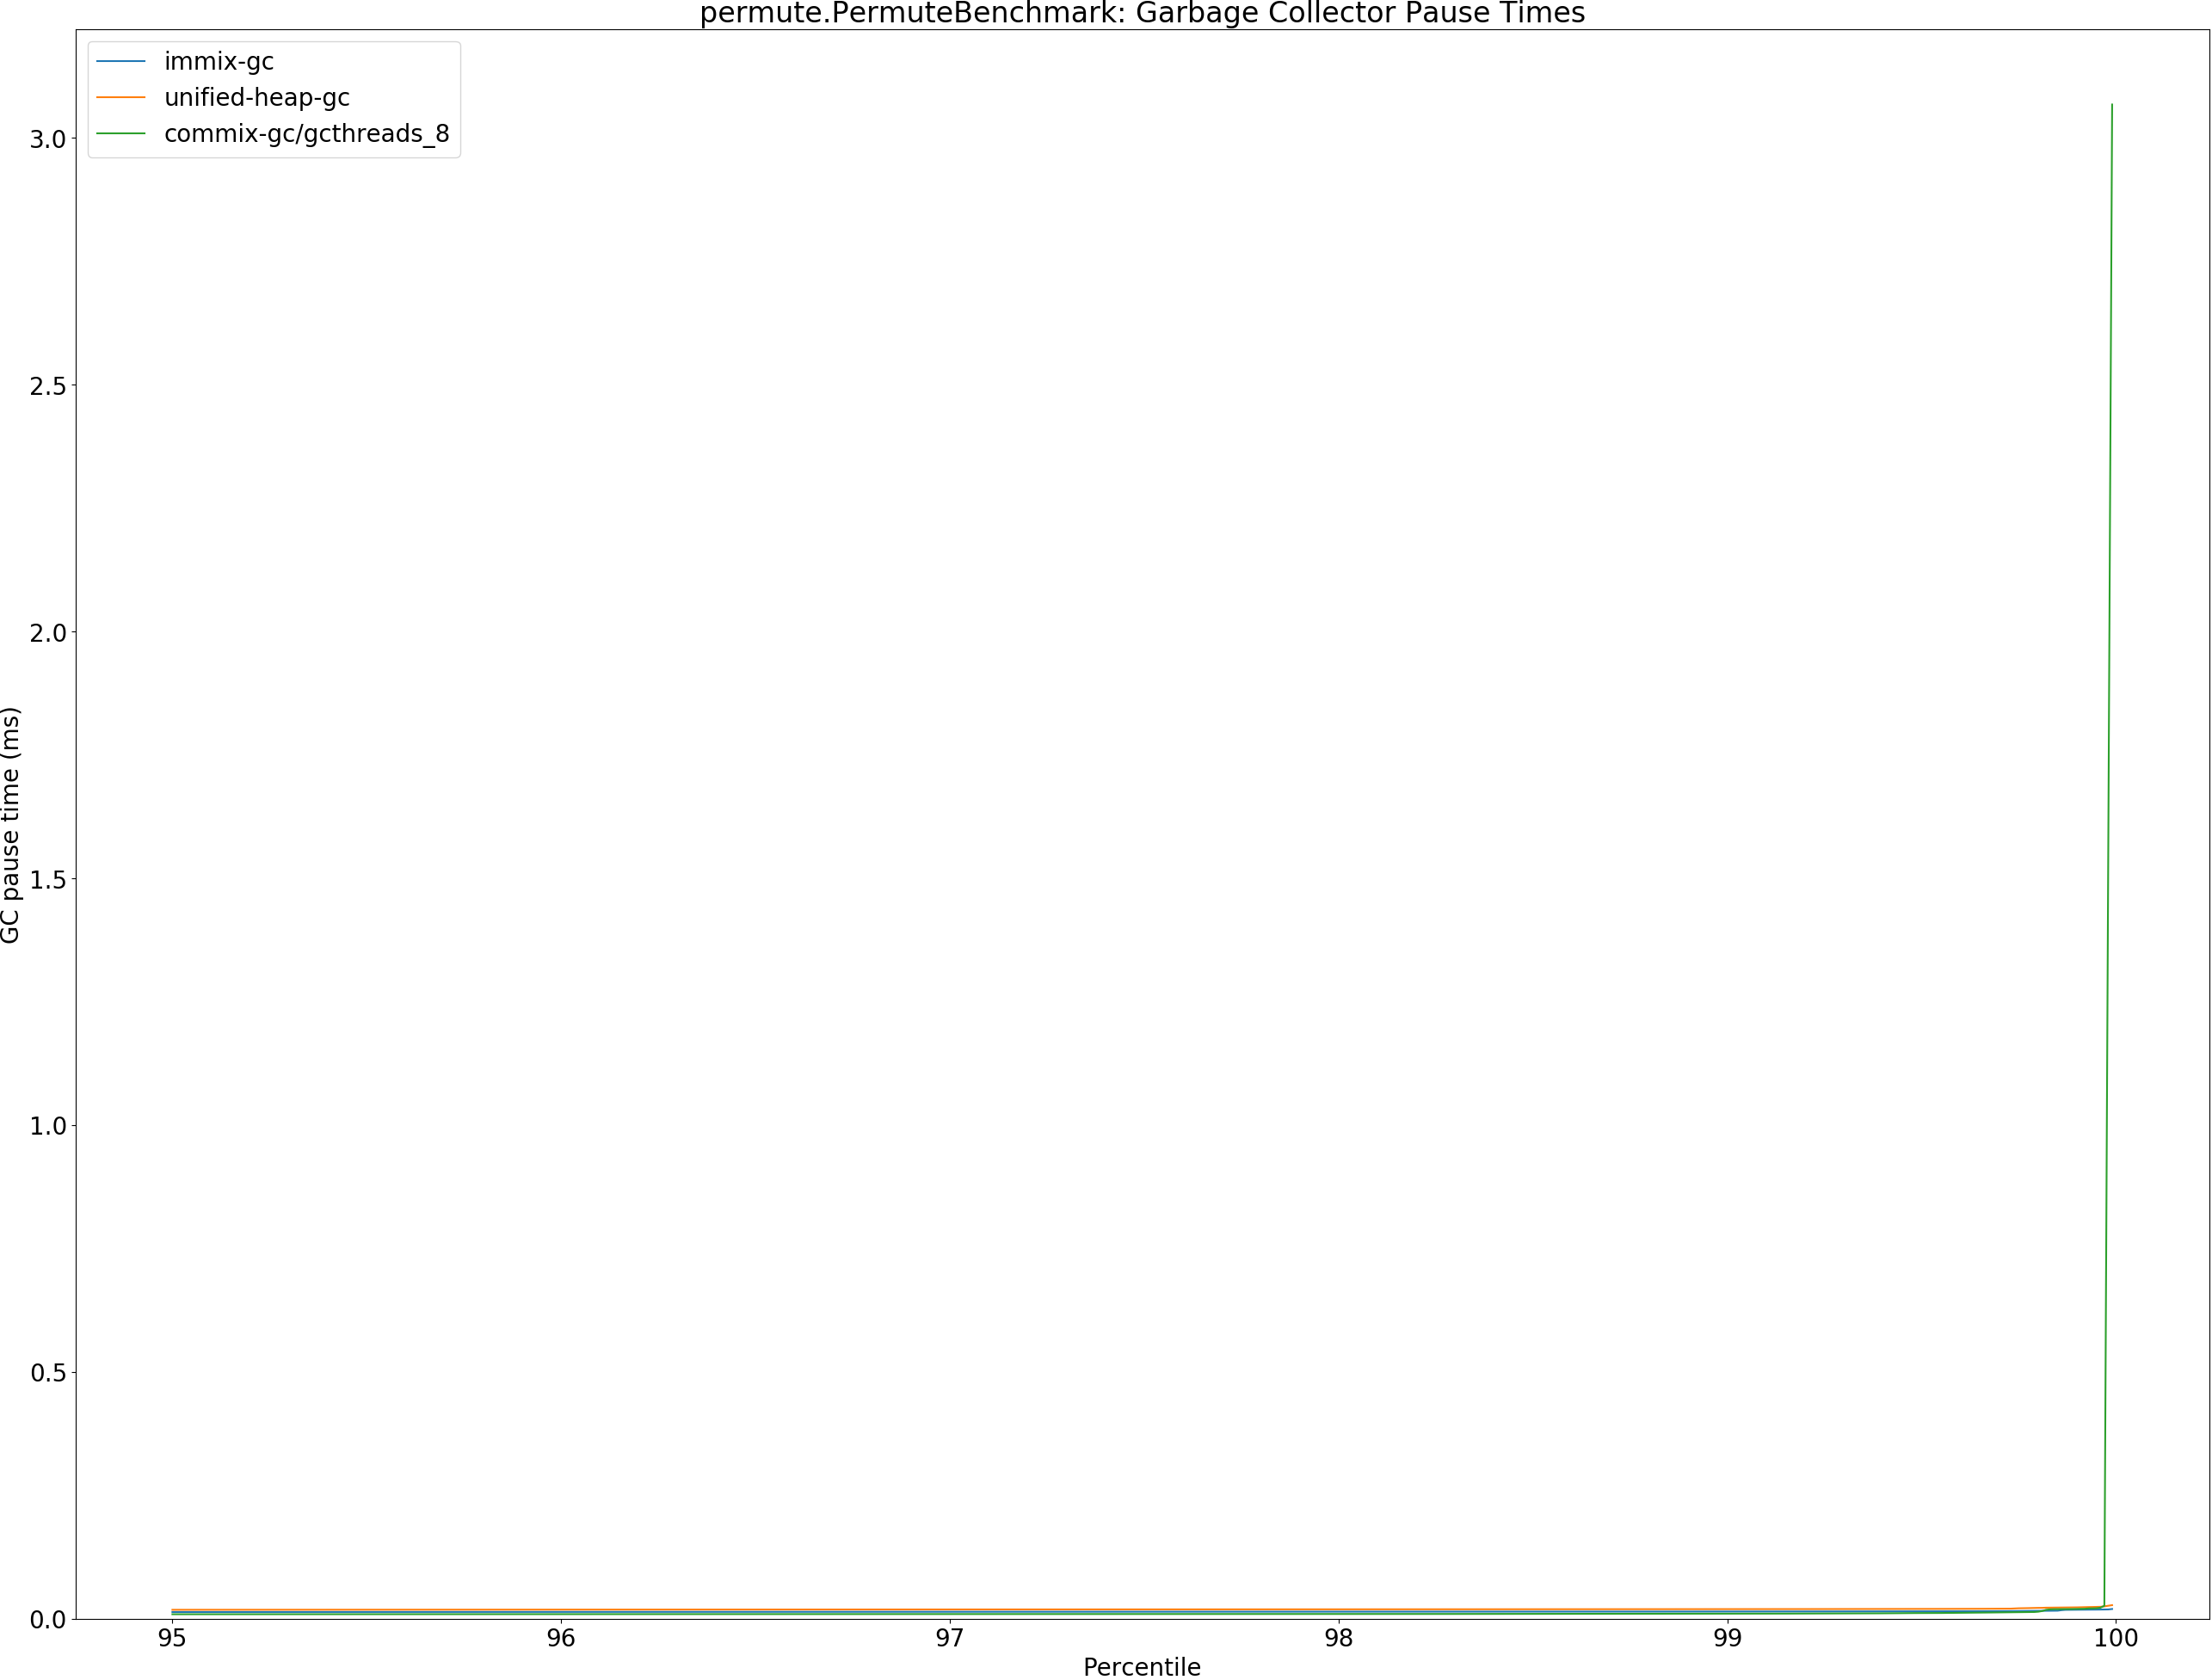 permute.PermuteBenchmark: Garbage Collector Pause Times
immix-gc
unified-heap-gc
commix-gc/gcthreads_8
3.0
2.5
2.0
1.5
1.0
0.5
0.0
GC pause time (ms)
95 96 97 98 99 100
Percentile